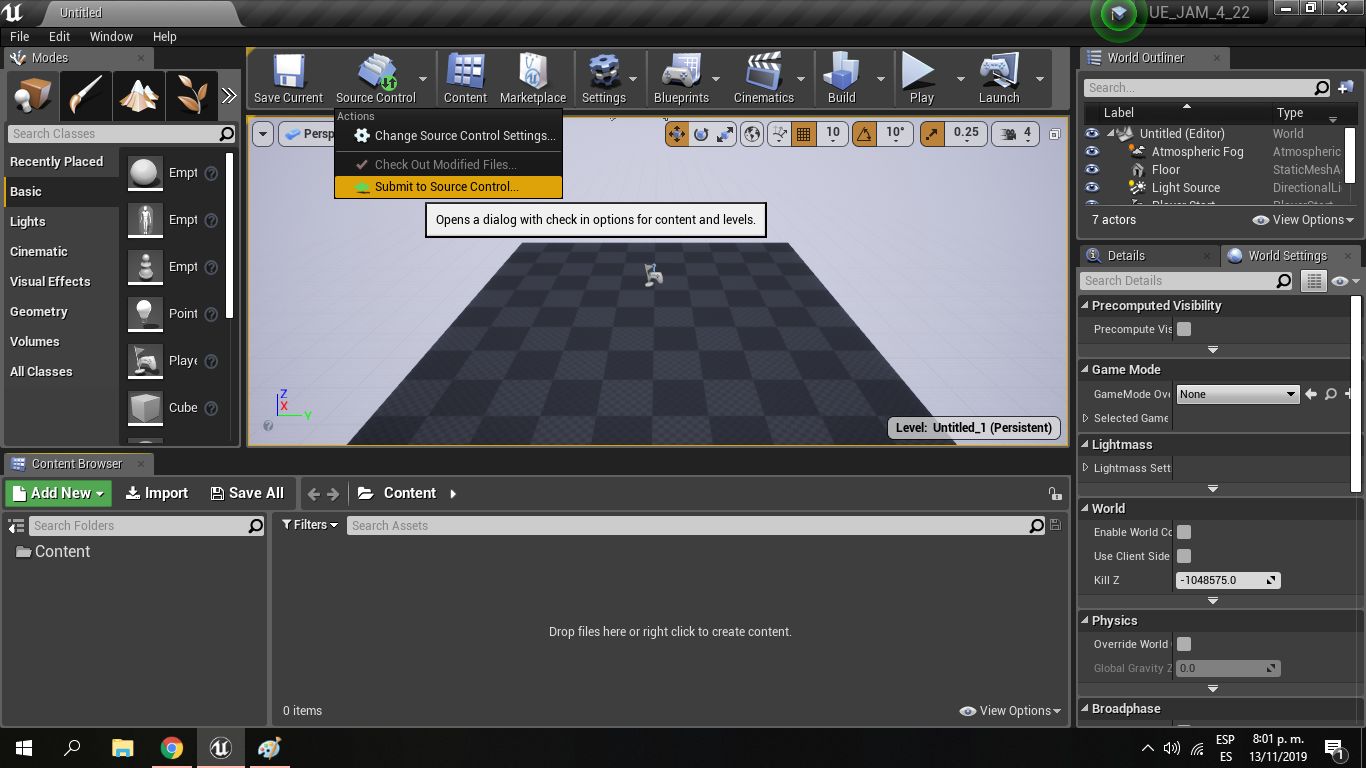 Untitled
UE_JAM_4_22
File Edit Window Help
Modes
Search Classes
Recently Placed
Basic
Lights
Cinematic
Visual Effects
Geometry
Volumes
All Classes
Empt
Empt
Empt
Point
Playe
Cube
Save Current
Source Control
Content
Marketplace
Settings
Blueprints
Cinematics
Build
Play
Launch
Actions
Change Source Control Settings...
Check Out Modified Files...
Submit to Source Control...
Opens a dialog with check in options for content and levels.
Persp
10
10°
0.25
4
Z
X
Y
Level: Untitled_1 (Persistent)
World Outliner
Search...
Label Type
Untitled (Editor) World
Atmospheric Fog Atmospheric
Floor StaticMeshA
Light Source DirectionalLi
Player Start PlayerStart
7 actors
View Options
Details
World Settings
Search Details
Precomputed Visibility
Precompute Vis
Game Mode
GameMode Ove None
Selected Game
Lightmass
Lightmass Sett
World
Enable World Co
Use Client Side
Kill Z -1048575.0
Physics
Override World
Global Gravity Z 0.0
Broadphase
Content Browser
Add New
Import
Save All
Content
Search Folders
Content
Filters
Search Assets
Drop files here or right click to create content.
0 items
View Options
ESP
ES
8:01 p. m.
13/11/2019
1